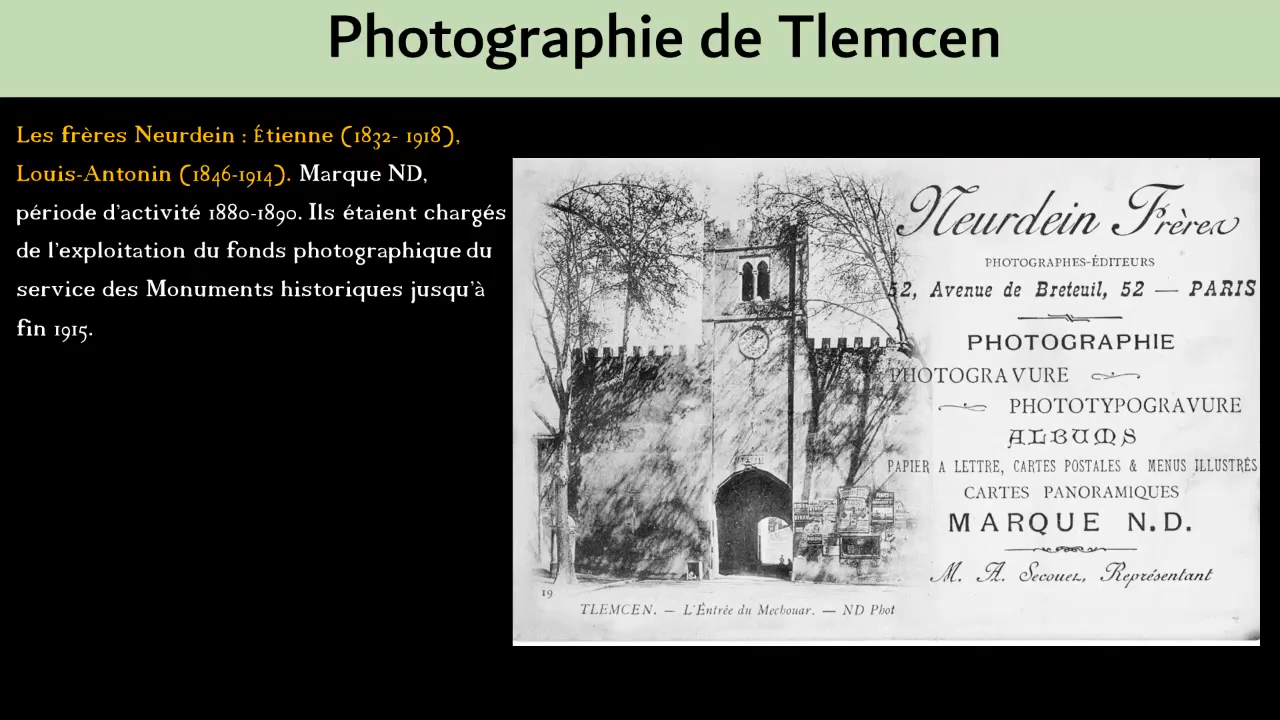 Photographie de Tlemcen
Les frères Neurdein : Étienne (1832- 1918),
Louis-Antonin (1846-1914). Marque ND,
période d'activité 1880-1890. Ils étaient chargés
de l'exploitation du fonds photographique du
service des Monuments historiques jusqu'à
fin 1915.
Neurdein Frères
PHOTOGRAPHES-ÉDITEURS
52, Avenue de Breteuil, 52 — PARIS
PHOTOGRAPHIE
PHOTOGRAVURE
PHOTOTYPOGRAVURE
ALBUMS
PAPIER A LETTRE, CARTES POSTALES & MENUS ILLUSTRÉS
CARTES PANORAMIQUES
MARQUE N.D.
M. A. Secouet, Représentant
19
TLEMCEN. — L'Éntrée du Mechouar. — ND Phot